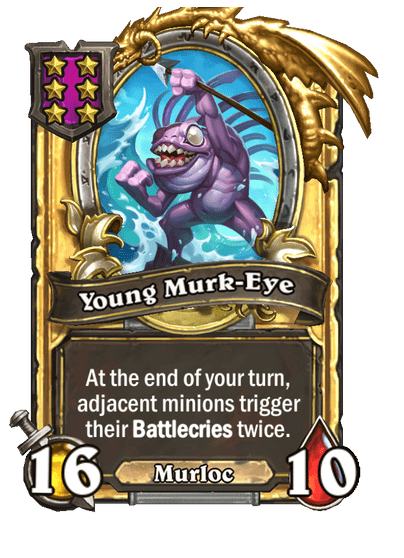 Young Murk-Eye
At the end of your turn,
adjacent minions trigger
their Battlecries twice.
16
Murloc
10